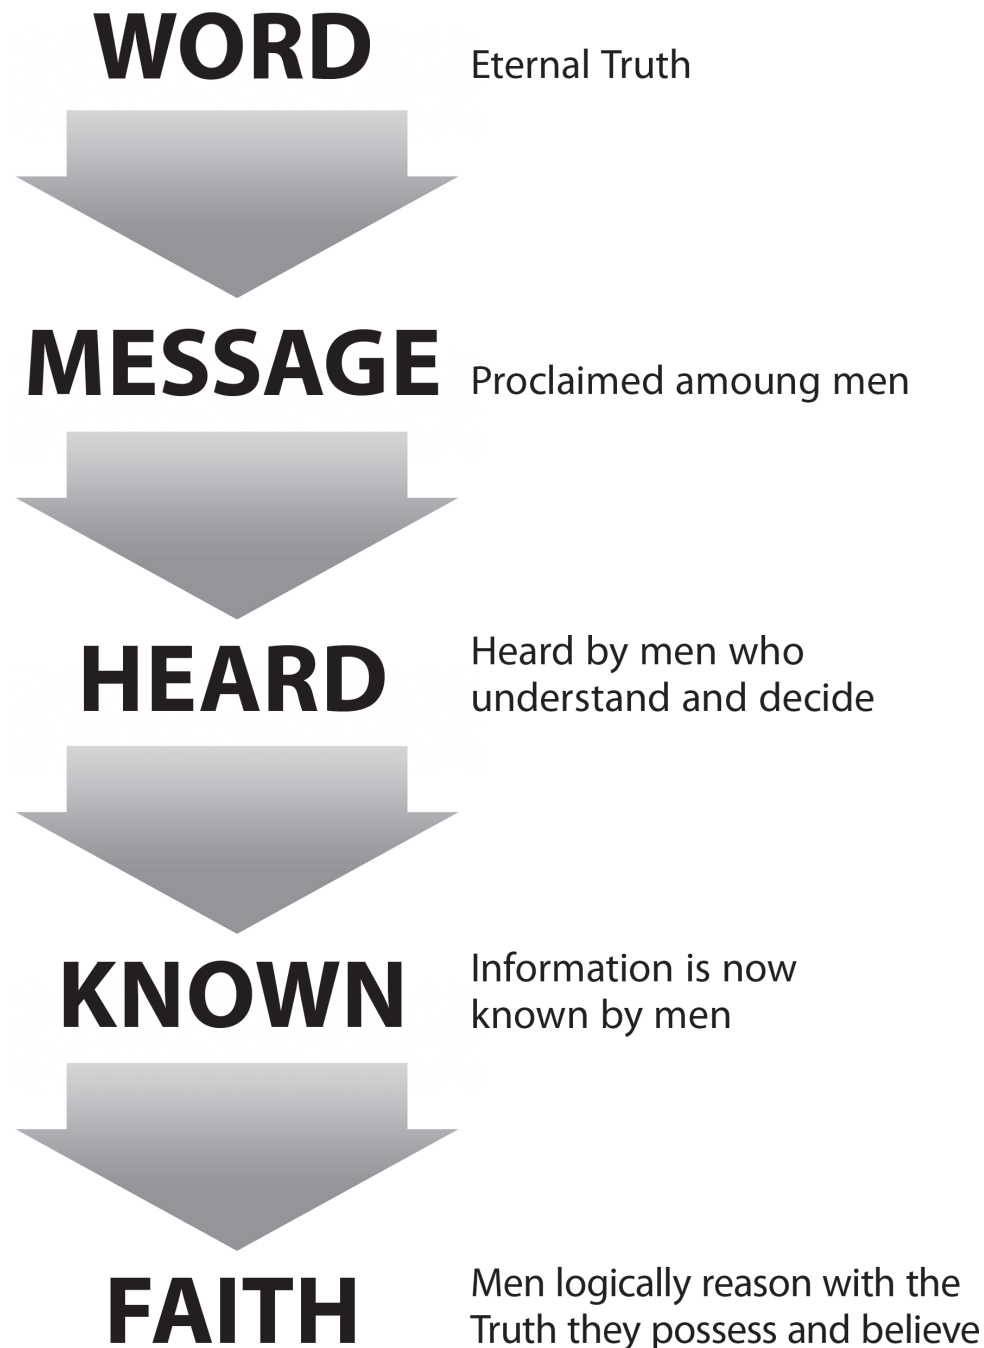 WORD
Eternal Truth
MESSAGE
Proclaimed amoung men
HEARD
Heard by men who
understand and decide
KNOWN
Information is now
known by men
FAITH
Men logically reason with the
Truth they possess and believe